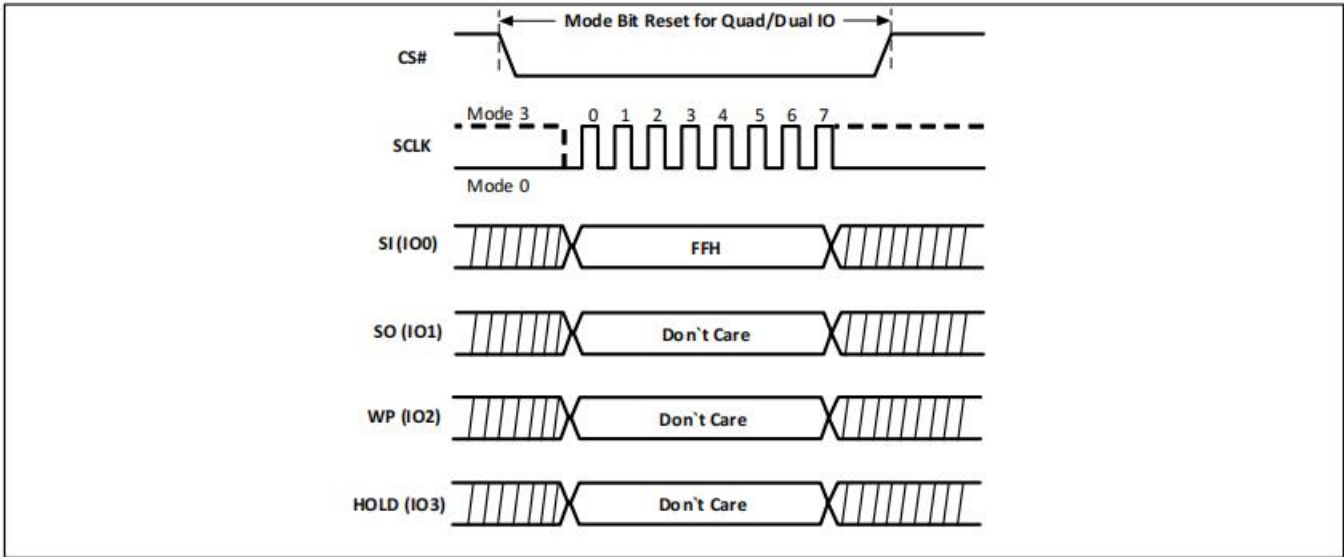 Mode Bit Reset for Quad/Dual IO
CS#
Mode 3
0 1 2 3 4 5 6 7
SCLK
Mode 0
SI (IO0)
FFH
SO (IO1)
Don`t Care
WP (IO2)
Don`t Care
HOLD (IO3)
Don`t Care